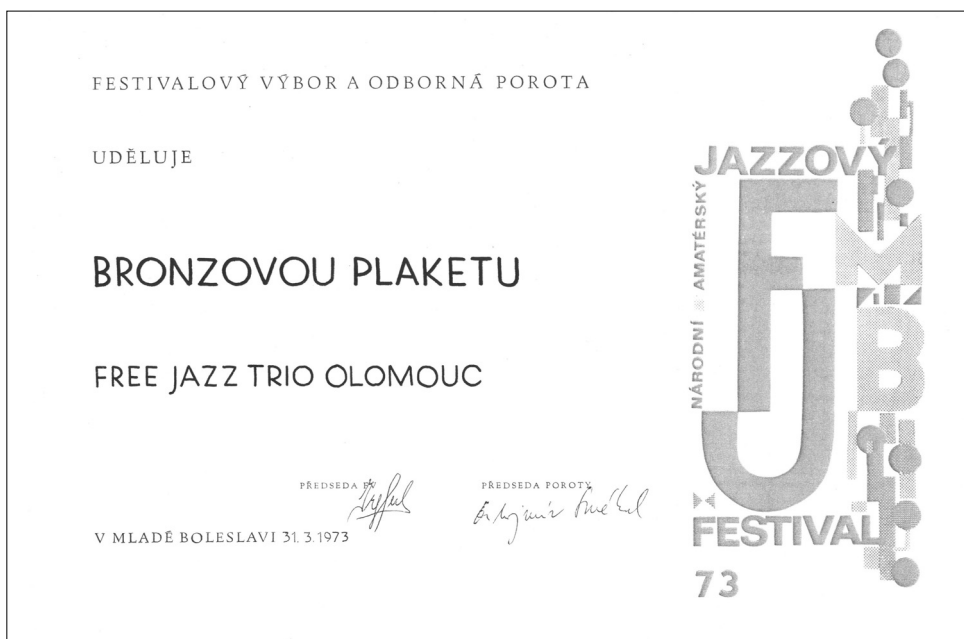 FESTIVALOVÝ VÝBOR A ODBORNÁ POROTA
UDĚLUJE
BRONZOVOU PLAKETU
FREE JAZZ TRIO OLOMOUC
PŘEDSEDA FV
PŘEDSEDA POROTY
V MLADÉ BOLESLAVI 31.3.1973
JAZZOVÝ
NÁRODNÍ AMATÉRSKÝ
FJ
MB
FESTIVAL
73